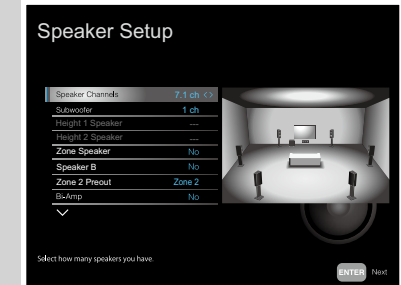 Speaker Setup
Speaker Channels 7.1 ch <>
Subwoofer 1 ch
Height 1 Speaker ---
Height 2 Speaker ---
Zone Speaker No
Speaker B No
Zone 2 Preout Zone 2
Bi-Amp No
Select how many speakers you have.
ENTER Next